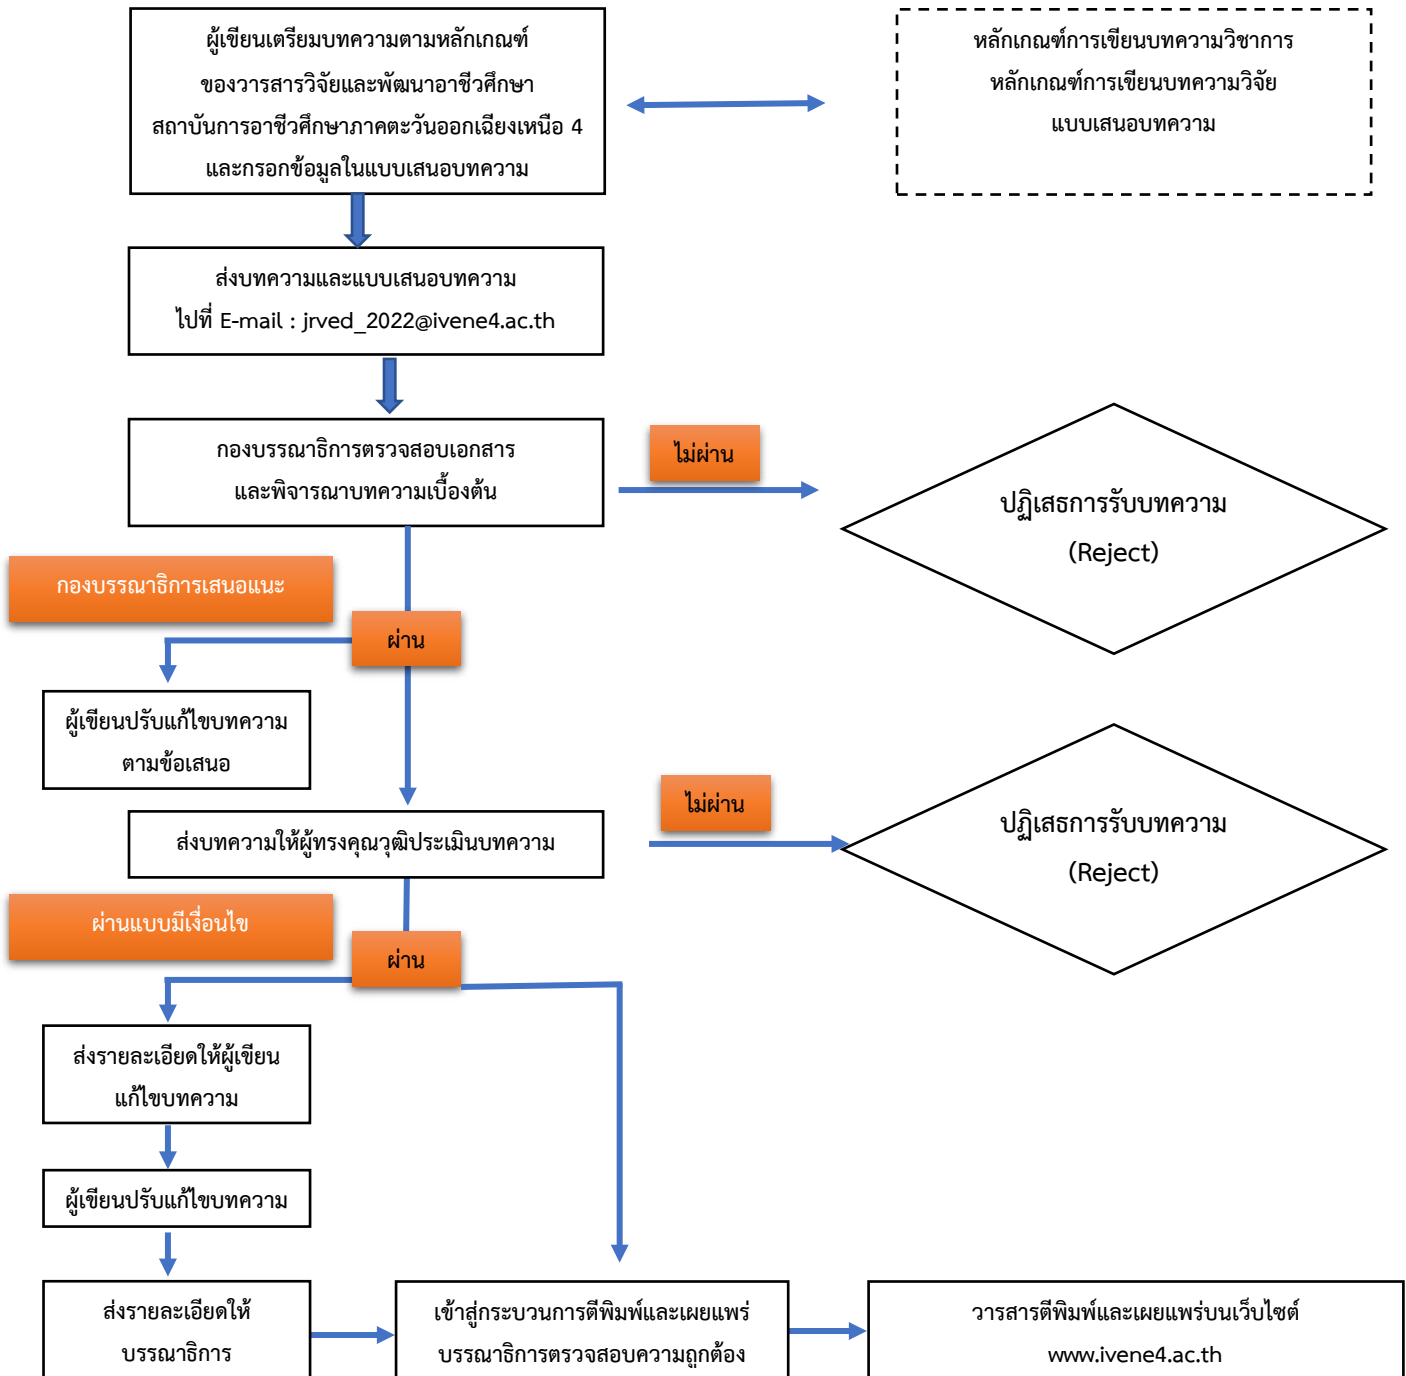 ผู้เขียนเตรียมบทความตามหลักเกณฑ์
ของวารสารวิจัยและพัฒนาอาชีวศึกษา
สถาบันการอาชีวศึกษาภาคตะวันออกเฉียงเหนือ 4
และกรอกข้อมูลในแบบเสนอบทความ
หลักเกณฑ์การเขียนบทความวิชาการ
หลักเกณฑ์การเขียนบทความวิจัย
แบบเสนอบทความ
ส่งบทความและแบบเสนอบทความ
ไปที่ E-mail : jrved_2022@ivene4.ac.th
กองบรรณาธิการตรวจสอบเอกสาร
และพิจารณาบทความเบื้องต้น
ไม่ผ่าน
ปฏิเสธการรับบทความ
(Reject)
กองบรรณาธิการเสนอแนะ
ผ่าน
ผู้เขียนปรับแก้ไขบทความ
ตามข้อเสนอ
ส่งบทความให้ผู้ทรงคุณวุฒิประเมินบทความ
ไม่ผ่าน
ปฏิเสธการรับบทความ
(Reject)
ผ่านแบบมีเงื่อนไข
ผ่าน
ส่งรายละเอียดให้ผู้เขียน
แก้ไขบทความ
ผู้เขียนปรับแก้ไขบทความ
ส่งรายละเอียดให้
บรรณาธิการ
เข้าสู่กระบวนการตีพิมพ์และเผยแพร่
บรรณาธิการตรวจสอบความถูกต้อง
วารสารตีพิมพ์และเผยแพร่บนเว็บไซต์
www.ivene4.ac.th